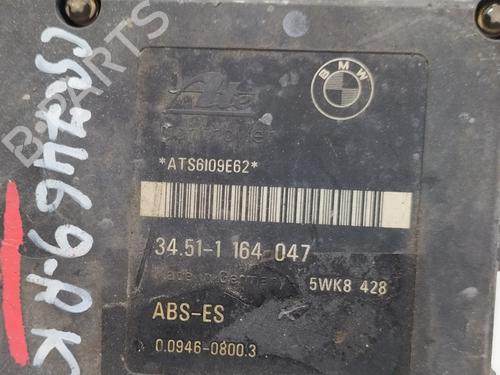 Ate
BMW
Controller
*ATS6I09E62*
34.51-1 164 047
Made in Germany
5WK8 428
ABS-ES
0.0946-0800.3
B-PARTS